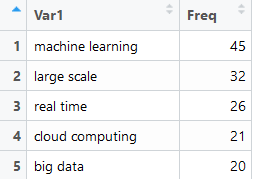 Var1 Freq
1 machine learning 45
2 large scale 32
3 real time 26
4 cloud computing 21
5 big data 20